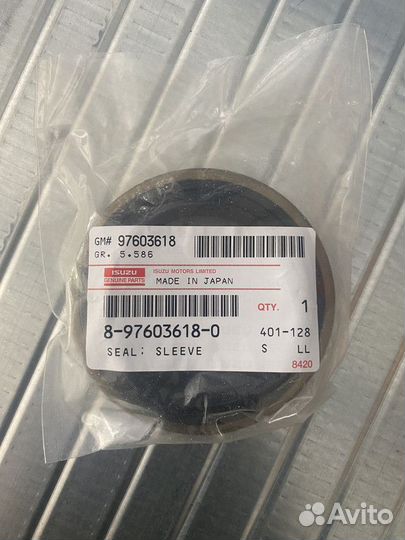 GM# 97603618
GR. 5.586
ISUZU
GENUINE PARTS
ISUZU MOTORS LIMITED
MADE IN JAPAN
QTY. 1
8-97603618-0
401-128
SEAL: SLEEVE
S LL
8420
Avito